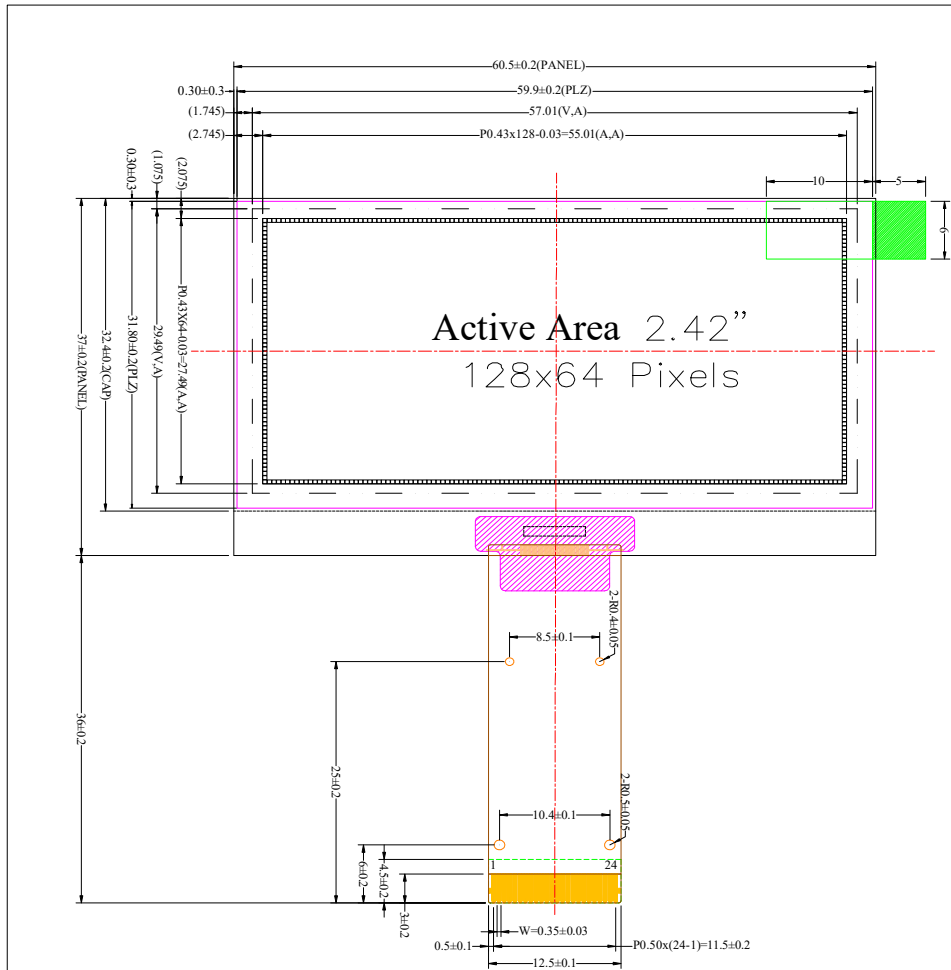 60.5±0.2(PANEL)
0.30±0.3
59.9±0.2(PLZ)
(1.745)
57.01(V,A)
(2.745)
P0.43x128-0.03=55.01(A,A)
0.30±0.3
(1.075)
(2.075)
10
5
6
37±0.2(PANEL)
32.4±0.2(CAP)
31.80±0.2(PLZ)
29.49(V,A)
P0.43X64-0.03=27.49(A,A)
Active Area 2.42”
128x64 Pixels
2-R0.4±0.05
8.5±0.1
36±0.2
25±0.2
2-R0.5±0.05
10.4±0.1
6±0.2
4.5±0.2
3±0.2
1
24
W=0.35±0.03
0.5±0.1
P0.50x(24-1)=11.5±0.2
12.5±0.1